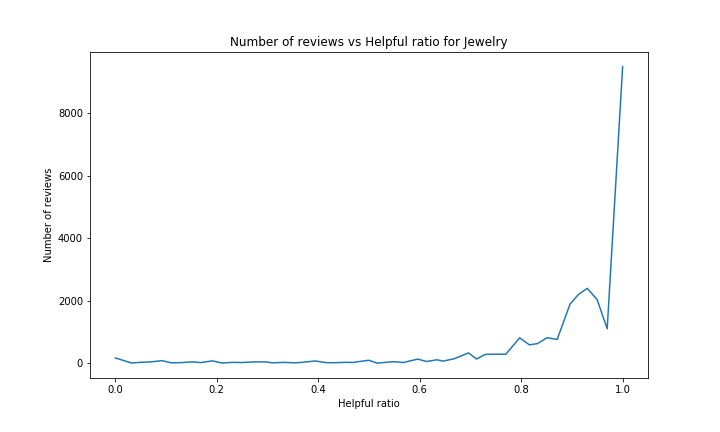 Number of reviews vs Helpful ratio for Jewelry
8000
6000
4000
2000
0
Number of reviews
0.0 0.2 0.4 0.6 0.8 1.0
Helpful ratio